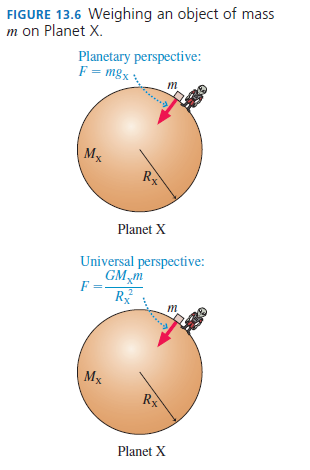 FIGURE 13.6 Weighing an object of mass
m on Planet X.
Planetary perspective:
F = mgX
m
MX
RX
Planet X
Universal perspective:
F = GMXm / RX²
m
MX
RX
Planet X